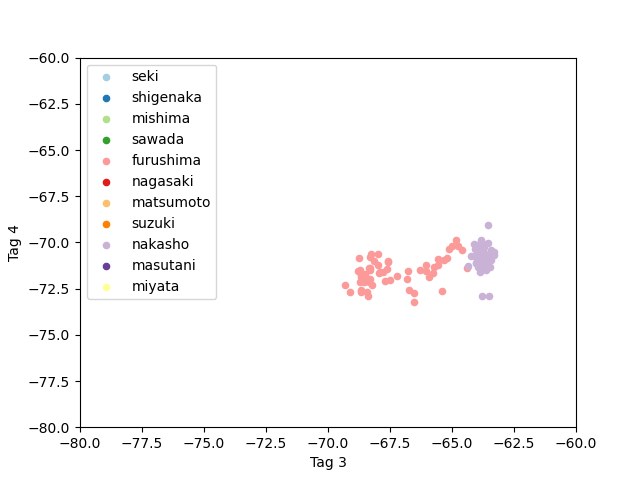 −60.0
−62.5
−65.0
−67.5
−70.0
−72.5
−75.0
−77.5
−80.0
Tag 4
seki
shigenaka
mishima
sawada
furushima
nagasaki
matsumoto
suzuki
nakasho
masutani
miyata
−80.0 −77.5 −75.0 −72.5 −70.0 −67.5 −65.0 −62.5 −60.0
Tag 3